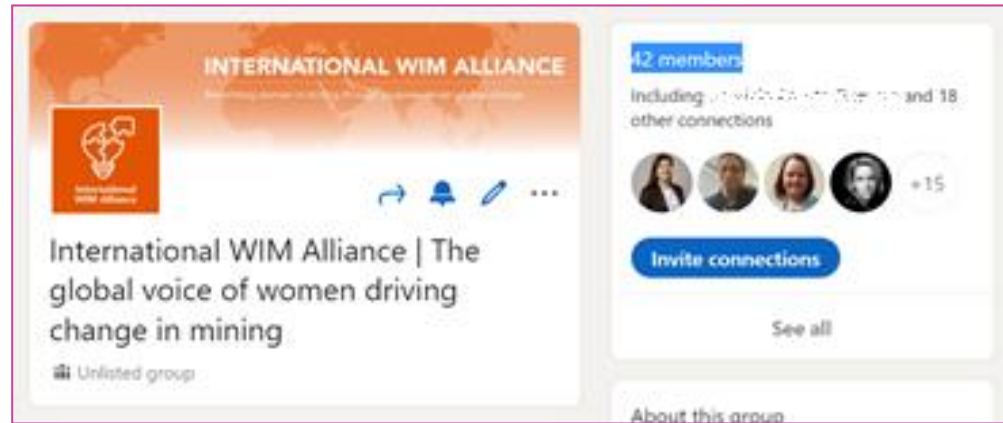 INTERNATIONAL WIM ALLIANCE
International
WIM Alliance
International WIM Alliance | The
global voice of women driving
change in mining
Unlisted group
42 members
Including and 18
other connections
+15
Invite connections
See all
About this group